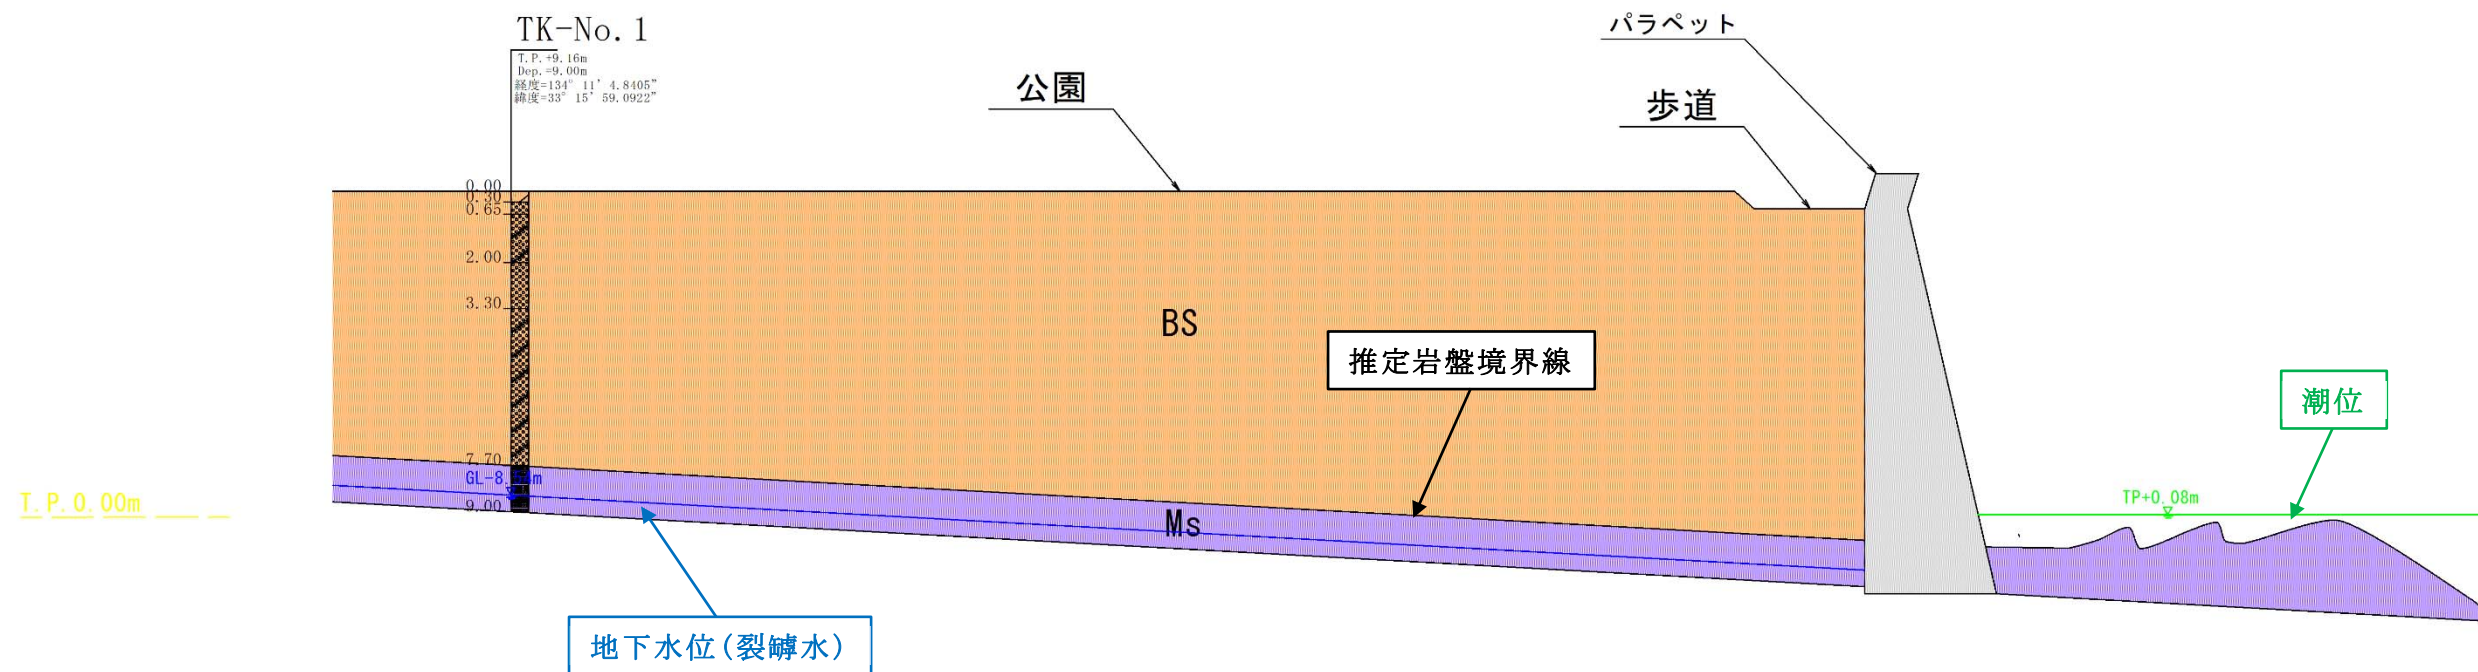 TK-No.1
T.P.+9.16m
Dep.=9.00m
経度=134° 11' 4.8405"
緯度=33° 15' 59.0922"
パラペット
公園
歩道
0.00
0.30
0.65
2.00
3.30
BS
推定岩盤境界線
潮位
7.70
T.P.0.00m
9.00
TP+0.08m
Ms
地下水位(裂罅水)